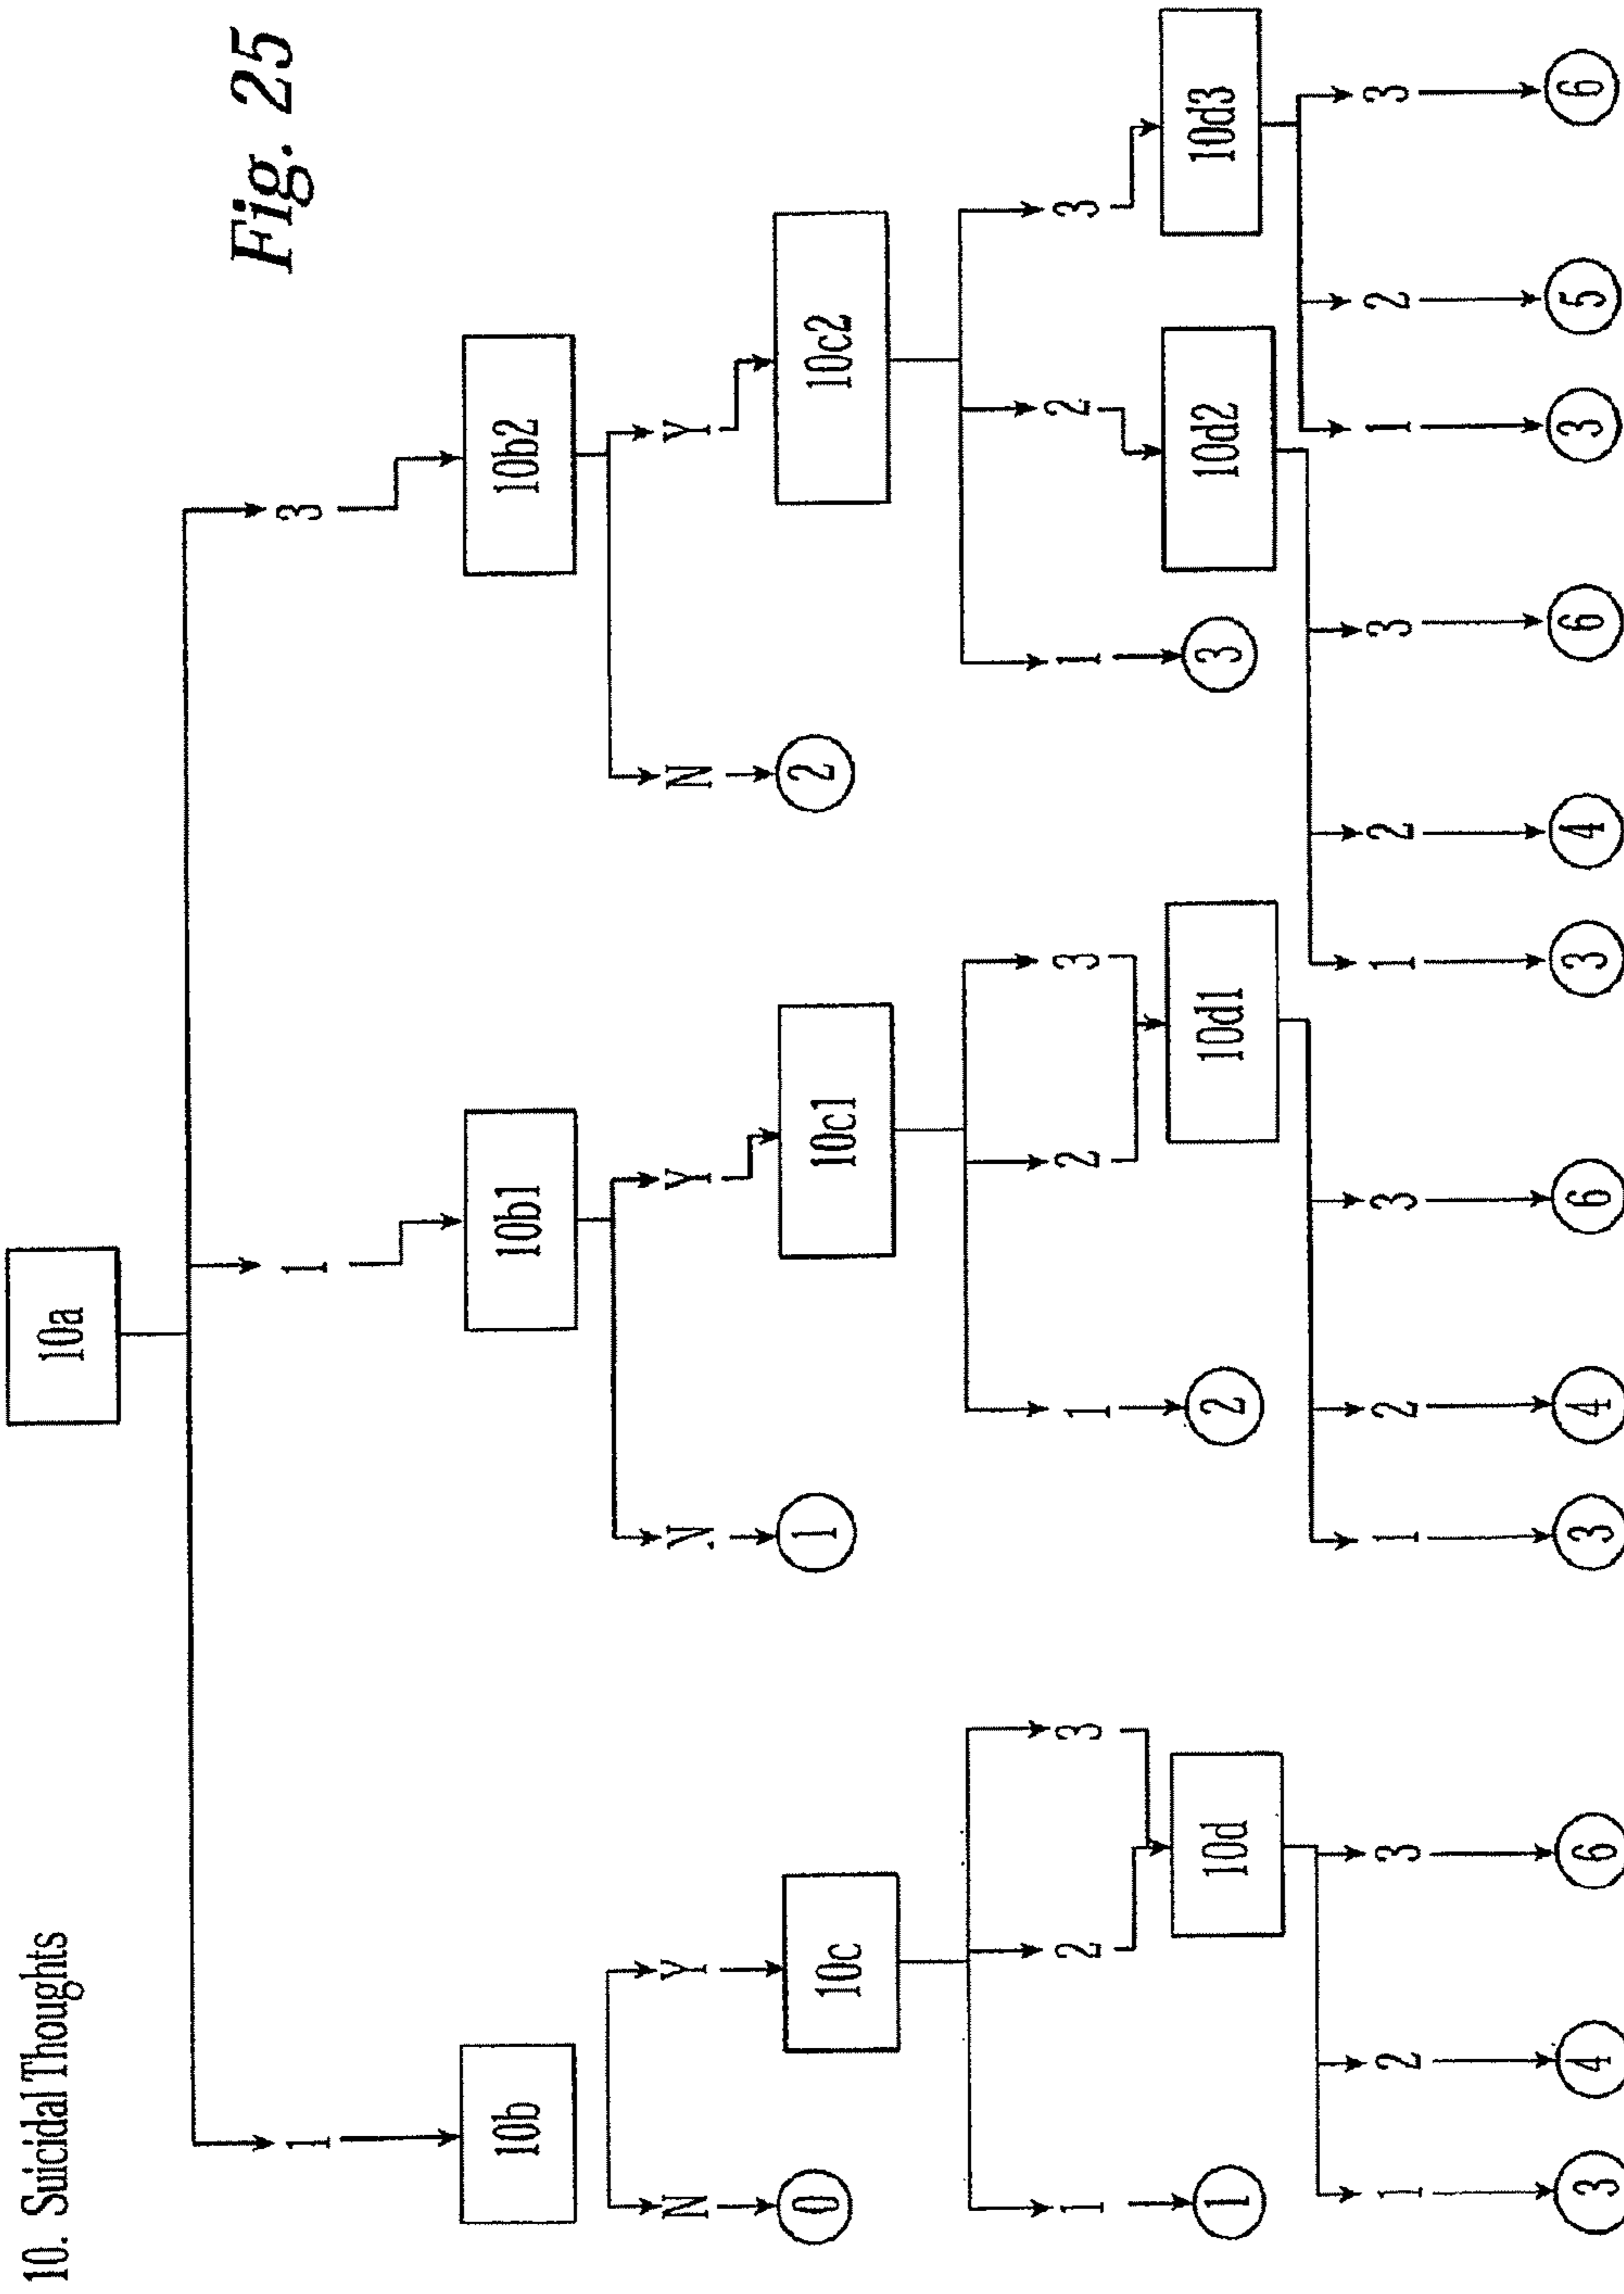 10. Suicidal Thoughts
10a
Fig. 25
1 1 3
10b 10b1 10b2
N Y N Y N Y
0 10c 1 10c1 2 10c2
1 2 3 1 2 3 1 2 3
1 10d 2 10d1 3 10d2 10d3
1 2 3 1 2 3 1 2 3 1 2 3
3 4 6 3 4 6 3 4 6 3 5 6